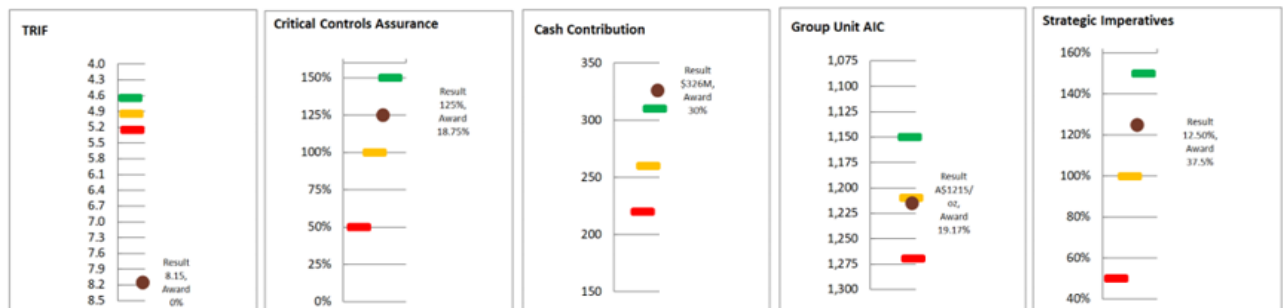 TRIF
4.0
4.3
4.6
4.9
5.2
5.5
5.8
6.1
6.4
6.7
7.0
7.3
7.6
7.9
8.2
8.5
Result
8.15,
Award
0%
Critical Controls Assurance
150%
125%
100%
75%
50%
25%
0%
Result
125%,
Award
18.75%
Cash Contribution
350
300
250
200
150
Result
$326M,
Award
30%
Group Unit AIC
1,075
1,100
1,125
1,150
1,175
1,200
1,225
1,250
1,275
1,300
Result
A$1215/
oz,
Award
19.17%
Strategic Imperatives
160%
140%
120%
100%
80%
60%
40%
Result
12.50%,
Award
37.5%